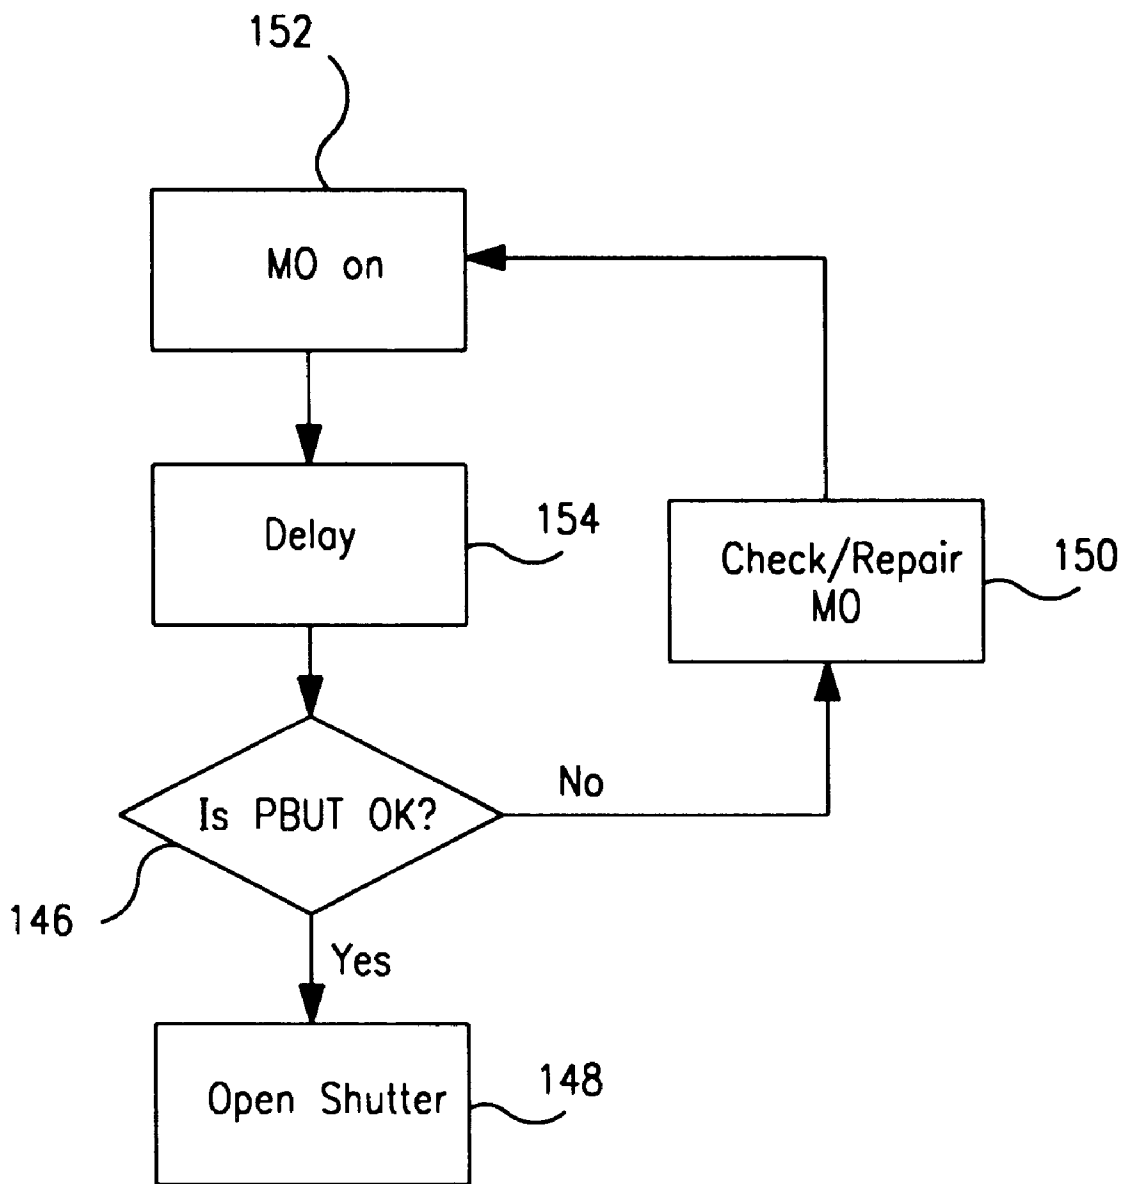 152
MO on
Delay
154
Check/Repair
MO
150
Is PBUT OK?
No
146
Yes
Open Shutter
148